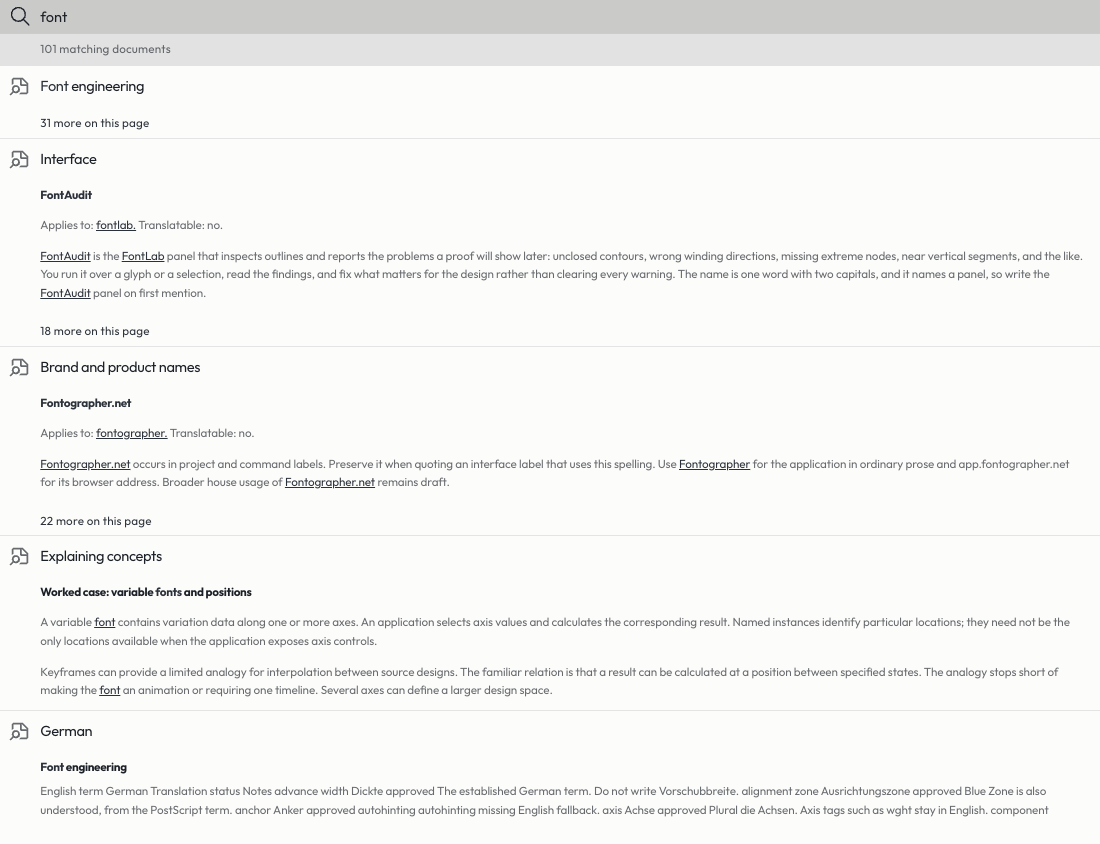 font
101 matching documents
Font engineering
31 more on this page
Interface
FontAudit
Applies to: fontlab. Translatable: no.
FontAudit is the FontLab panel that inspects outlines and reports the problems a proof will show later: unclosed contours, wrong winding directions, missing extreme nodes, near vertical segments, and the like.
You run it over a glyph or a selection, read the findings, and fix what matters for the design rather than clearing every warning. The name is one word with two capitals, and it names a panel, so write the
FontAudit panel on first mention.
18 more on this page
Brand and product names
Fontographer.net
Applies to: fontographer. Translatable: no.
Fontographer.net occurs in project and command labels. Preserve it when quoting an interface label that uses this spelling. Use Fontographer for the application in ordinary prose and app.fontographer.net
for its browser address. Broader house usage of Fontographer.net remains draft.
22 more on this page
Explaining concepts
Worked case: variable fonts and positions
A variable font contains variation data along one or more axes. An application selects axis values and calculates the corresponding result. Named instances identify particular locations; they need not be the
only locations available when the application exposes axis controls.
Keyframes can provide a limited analogy for interpolation between source designs. The familiar relation is that a result can be calculated at a position between specified states. The analogy stops short of
making the font an animation or requiring one timeline. Several axes can define a larger design space.
German
Font engineering
English term German Translation status Notes advance width Dickte approved The established German term. Do not write Vorschubbreite. alignment zone Ausrichtungszone approved Blue Zone is also
understood, from the PostScript term. anchor Anker approved autohinting autohinting missing English fallback. axis Achse approved Plural die Achsen. Axis tags such as wght stay in English. component